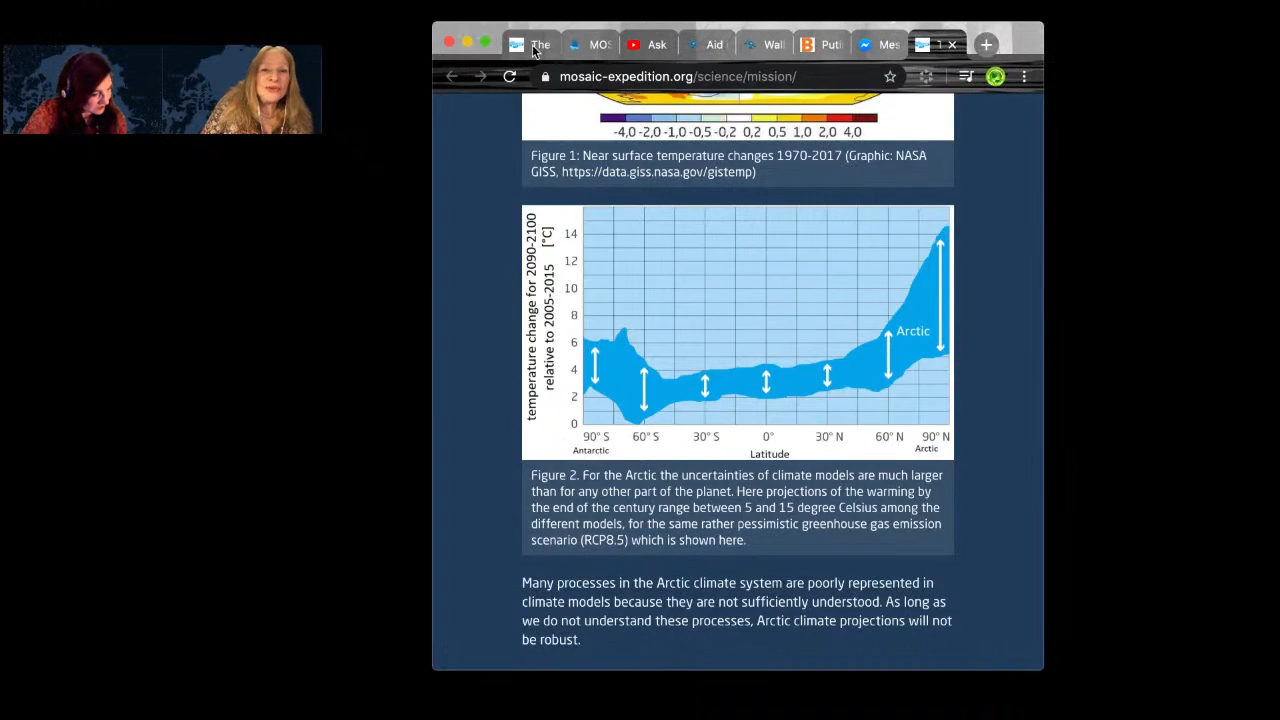 The MOS Ask Aid Wall Puti Mes
mosaic-expedition.org/science/mission/
-4,0 -2,0 -1,0 -0,5 -0,2 0,2 0,5 1,0 2,0 4,0
Figure 1: Near surface temperature changes 1970-2017 (Graphic: NASA
GISS, https://data.giss.nasa.gov/gistemp)
temperature change for 2090-2100
relative to 2005-2015 [°C]
14
12
10
8
6
4
2
0
Arctic
90° S 60° S 30° S 0° 30° N 60° N 90° N
Antarctic Arctic
Latitude
Figure 2. For the Arctic the uncertainties of climate models are much larger
than for any other part of the planet. Here projections of the warming by
the end of the century range between 5 and 15 degree Celsius among the
different models, for the same rather pessimistic greenhouse gas emission
scenario (RCP8.5) which is shown here.
Many processes in the Arctic climate system are poorly represented in
climate models because they are not sufficiently understood. As long as
we do not understand these processes, Arctic climate projections will not
be robust.